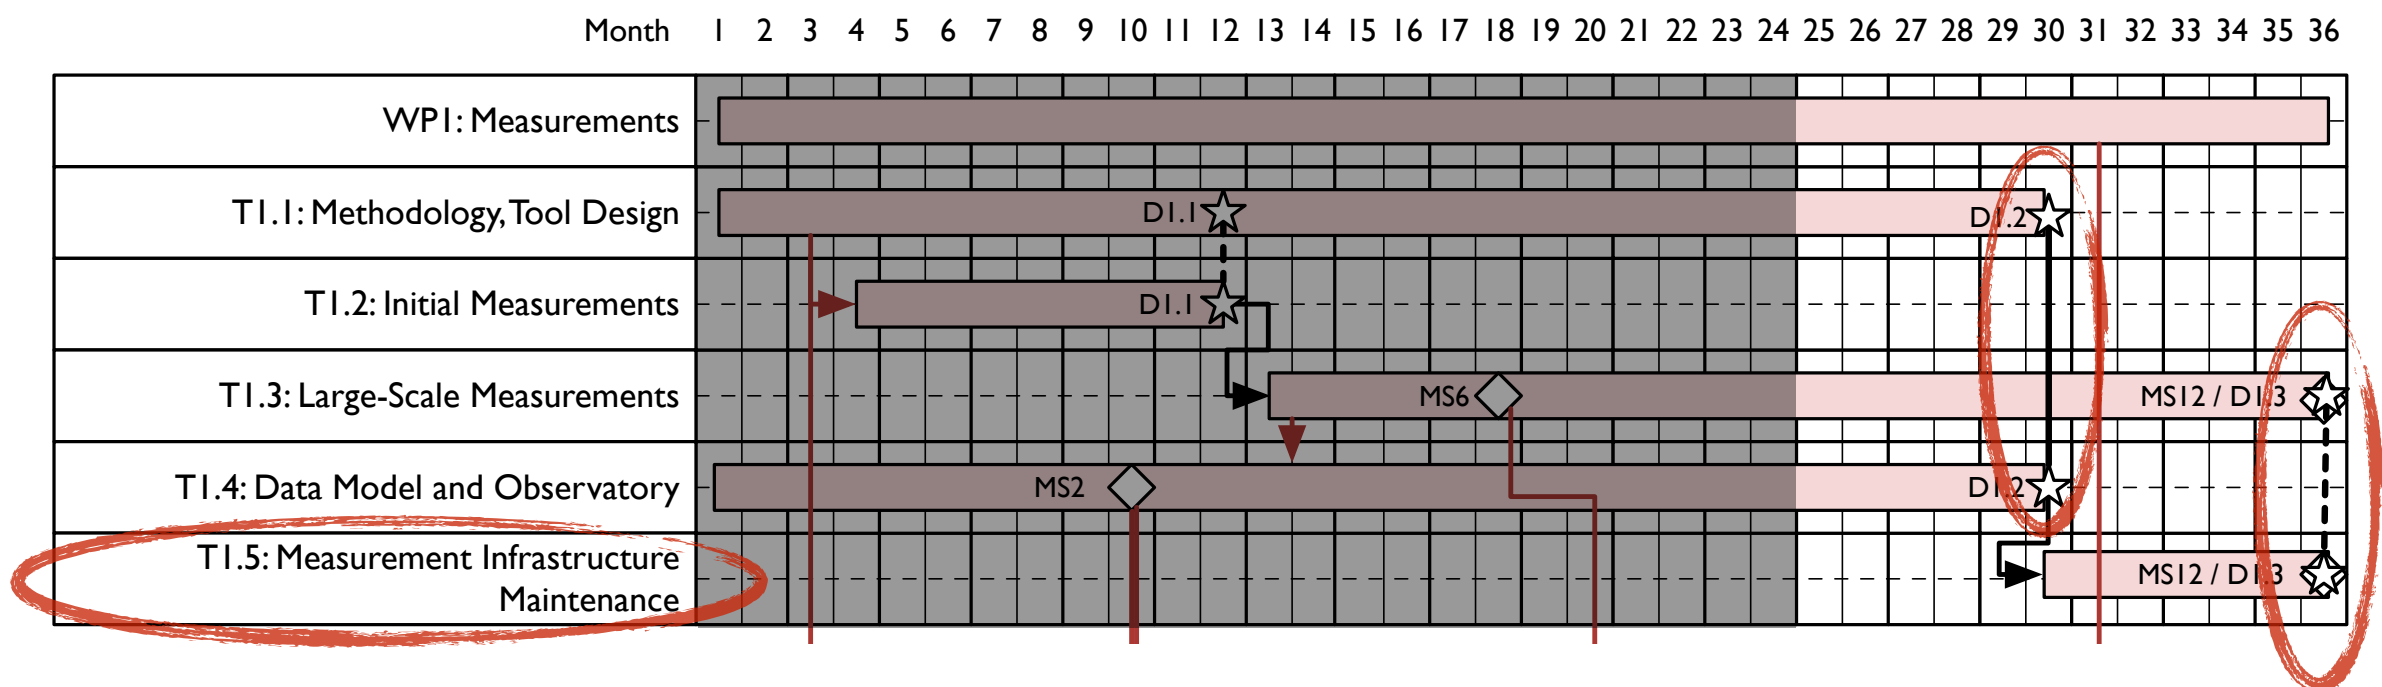 Month 1 2 3 4 5 6 7 8 9 10 11 12 13 14 15 16 17 18 19 20 21 22 23 24 25 26 27 28 29 30 31 32 33 34 35 36
WP1: Measurements
T1.1: Methodology, Tool Design D1.1 D1.2
T1.2: Initial Measurements D1.1
T1.3: Large-Scale Measurements MS6 MS12 / D1.3
T1.4: Data Model and Observatory MS2 D1.2
T1.5: Measurement Infrastructure
Maintenance MS12 / D1.3